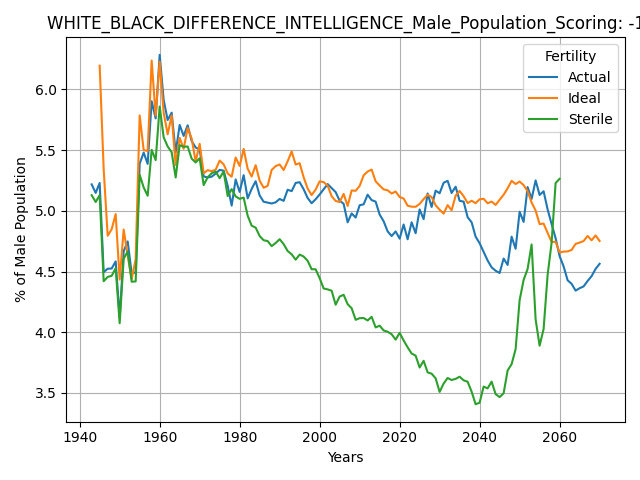 WHITE_BLACK_DIFFERENCE_INTELLIGENCE_Male_Population_Scoring: -1
Fertility
Actual
Ideal
Sterile
6.0
5.5
5.0
4.5
4.0
3.5
% of Male Population
1940 1960 1980 2000 2020 2040 2060
Years